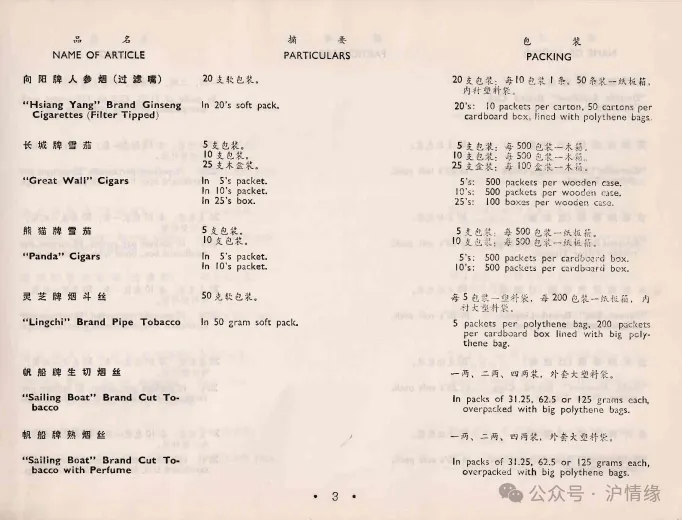 品 名
摘 要
包 装
NAME OF ARTICLE
PARTICULARS
PACKING
向阳牌人参烟(过滤嘴)
20支软包装。
20支包装：每10包装1条，50条装一纸板箱，
内衬塑料袋。
"Hsiang Yang" Brand Ginseng
Cigarettes (Filter Tipped)
In 20's soft pack.
20's: 10 packets per carton, 50 cartons per
cardboard box, lined with polythene bags.
长城牌雪茄
5支包装。
10支包装。
25支木盒装。
5支包装：每500包装一木箱。
10支包装：每500包装一木箱。
25支盒装：每100盒装一木箱。
"Great Wall" Cigars
In 5's packet.
In 10's packet.
In 25's box.
5's: 500 packets per wooden case.
10's: 500 packets per wooden case.
25's: 100 boxes per wooden case.
熊猫牌雪茄
5支包装。
10支包装。
5支包装：每500包装一纸板箱。
10支包装：每500包装一纸板箱。
"Panda" Cigars
In 5's packet.
In 10's packet.
5's: 500 packets per cardboard box.
10's: 500 packets per cardboard box.
灵芝牌烟斗丝
50克软包装。
每5包装一塑料袋，每200包装一纸板箱，内
衬大塑料袋。
"Lingchi" Brand Pipe Tobacco
In 50 gram soft pack.
5 packets per polythene bag, 200 packets
per cardboard box lined with big poly-
thene bag.
帆船牌生切烟丝
一两、二两、四两装，外套大塑料袋。
"Sailing Boat" Brand Cut To-
bacco
In packs of 31.25, 62.5 or 125 grams each,
overpacked with big polythene bags.
帆船牌熟烟丝
一两、二两、四两装，外套大塑料袋。
"Sailing Boat" Brand Cut To-
bacco with Perfume
In packs of 31.25, 62.5 or 125 grams each,
overpacked with big polythene bags.
• 3 •
公众号·沪情缘